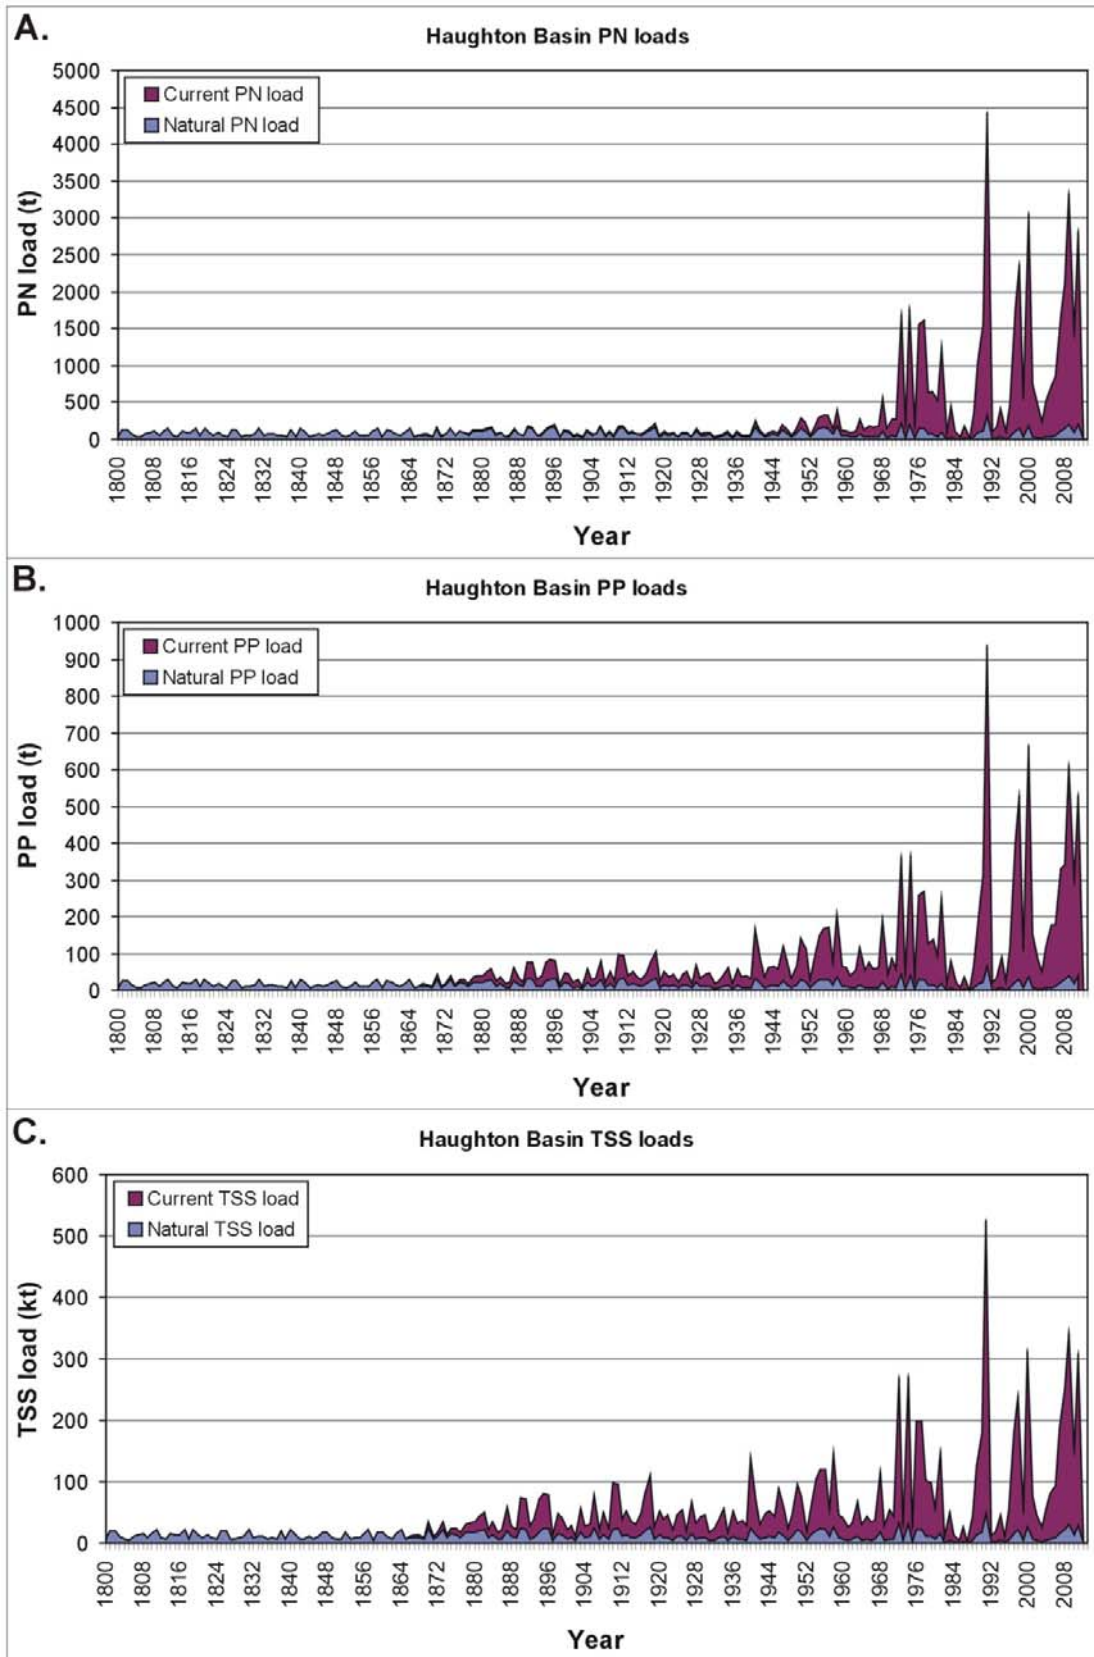 A.
Haughton Basin PN loads
5000
4500
4000
3500
3000
2500
2000
1500
1000
500
0
PN load (t)
Current PN load
Natural PN load
1800 1808 1816 1824 1832 1840 1848 1856 1864 1872 1880 1888 1896 1904 1912 1920 1928 1936 1944 1952 1960 1968 1976 1984 1992 2000 2008
Year
B.
Haughton Basin PP loads
1000
900
800
700
600
500
400
300
200
100
0
PP load (t)
Current PP load
Natural PP load
1800 1808 1816 1824 1832 1840 1848 1856 1864 1872 1880 1888 1896 1904 1912 1920 1928 1936 1944 1952 1960 1968 1976 1984 1992 2000 2008
Year
C.
Haughton Basin TSS loads
600
500
400
300
200
100
0
TSS load (kt)
Current TSS load
Natural TSS load
1800 1808 1816 1824 1832 1840 1848 1856 1864 1872 1880 1888 1896 1904 1912 1920 1928 1936 1944 1952 1960 1968 1976 1984 1992 2000 2008
Year